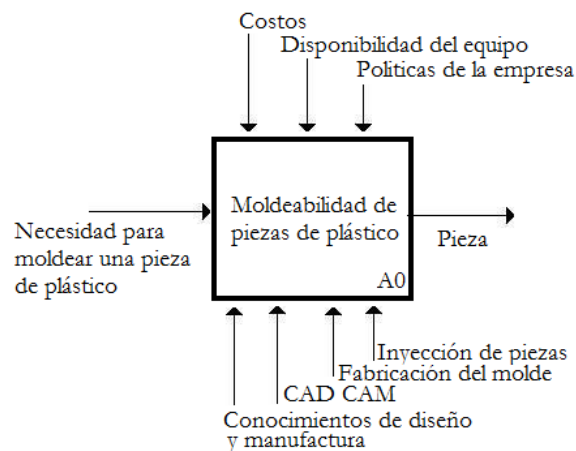 Costos
Disponibilidad del equipo
Politicas de la empresa
Moldeabilidad de
piezas de plástico
A0
Necesidad para
moldear una pieza
de plástico
Pieza
Inyección de piezas
Fabricación del molde
CAD CAM
Conocimientos de diseño
y manufactura